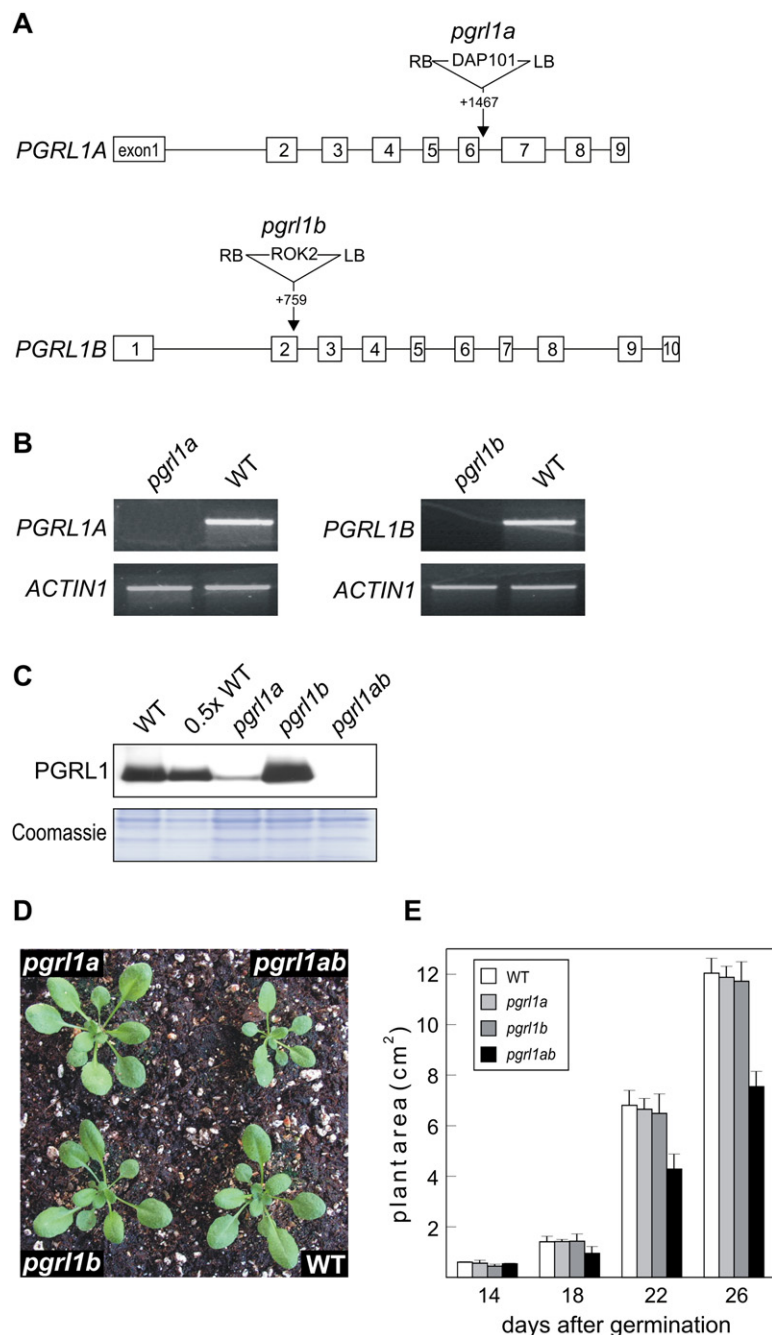 A
pgrl1a
RB DAP101 LB
+1467
PGRL1A exon1 2 3 4 5 6 7 8 9
pgrl1b
RB ROK2 LB
+759
PGRL1B 1 2 3 4 5 6 7 8 9 10
B
pgrl1a WT
PGRL1A
ACTIN1
pgrl1b WT
PGRL1B
ACTIN1
C
WT 0.5x WT pgrl1a pgrl1b pgrl1ab
PGRL1
Coomassie
D
pgrl1a pgrl1ab
pgrl1b WT
E
WT
pgrl1a
pgrl1b
pgrl1ab
plant area (cm2)
12
10
8
6
4
2
14 18 22 26
days after germination